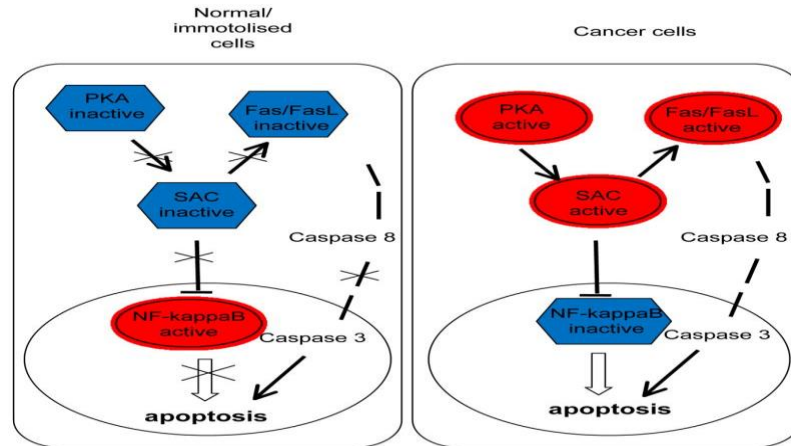 Normal/
immotolised
cells
Cancer cells
PKA
inactive
Fas/FasL
inactive
SAC
inactive
Caspase 8
NF-kappaB
active
Caspase 3
apoptosis
PKA
active
Fas/FasL
active
SAC
active
Caspase 8
NF-kappaB
inactive
Caspase 3
apoptosis